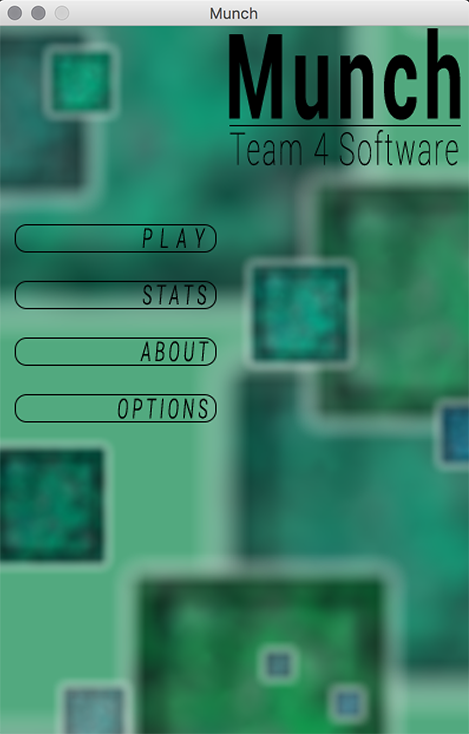 Munch
Munch
Team 4 Software
PLAY
STATS
ABOUT
OPTIONS